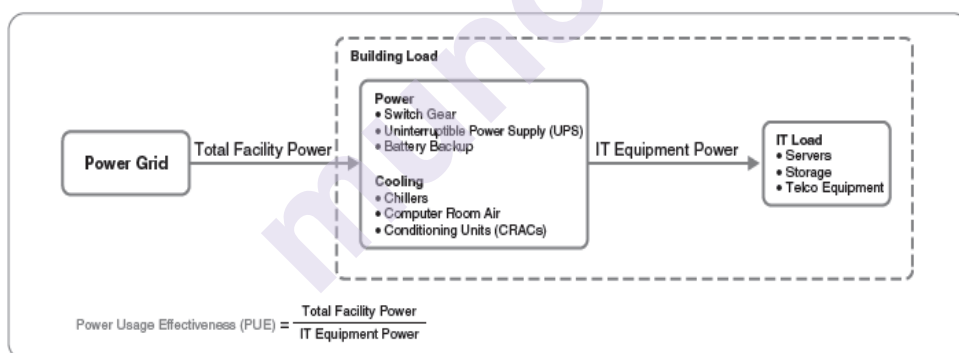 Building Load
Power
• Switch Gear
• Uninterruptible Power Supply (UPS)
• Battery Backup
Cooling
• Chillers
• Computer Room Air
• Conditioning Units (CRACs)
Power Grid
Total Facility Power
IT Equipment Power
IT Load
• Servers
• Storage
• Telco Equipment
Power Usage Effectiveness (PUE) = Total Facility Power
IT Equipment Power